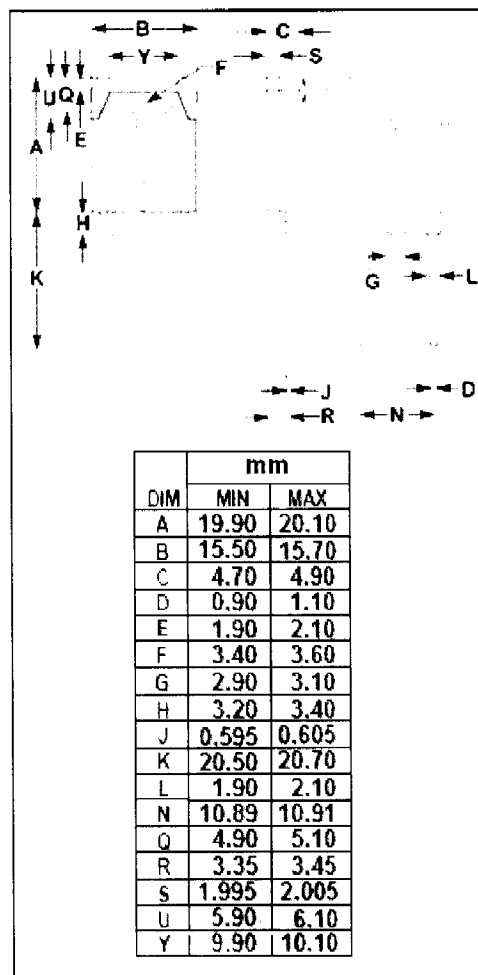 B C
Y F S
U Q
A E
H
K
G L
J D
R N
mm
DIM MIN MAX
A 19.90 20.10
B 15.50 15.70
C 4.70 4.90
D 0.90 1.10
E 1.90 2.10
F 3.40 3.60
G 2.90 3.10
H 3.20 3.40
J 0.595 0.605
K 20.50 20.70
L 1.90 2.10
N 10.89 10.91
Q 4.90 5.10
R 3.35 3.45
S 1.995 2.005
U 5.90 6.10
Y 9.90 10.10